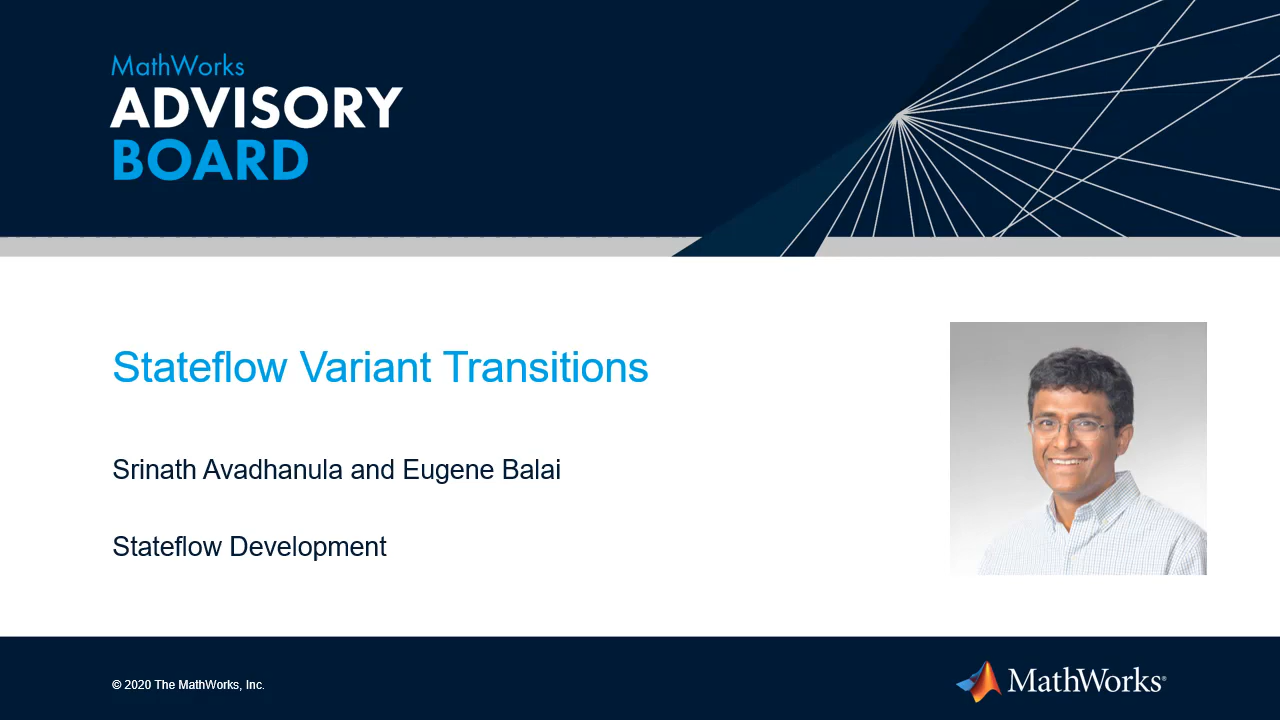 MathWorks
ADVISORY
BOARD
Stateflow Variant Transitions
Srinath Avadhanula and Eugene Balai
Stateflow Development
© 2020 The MathWorks, Inc.
MathWorks®